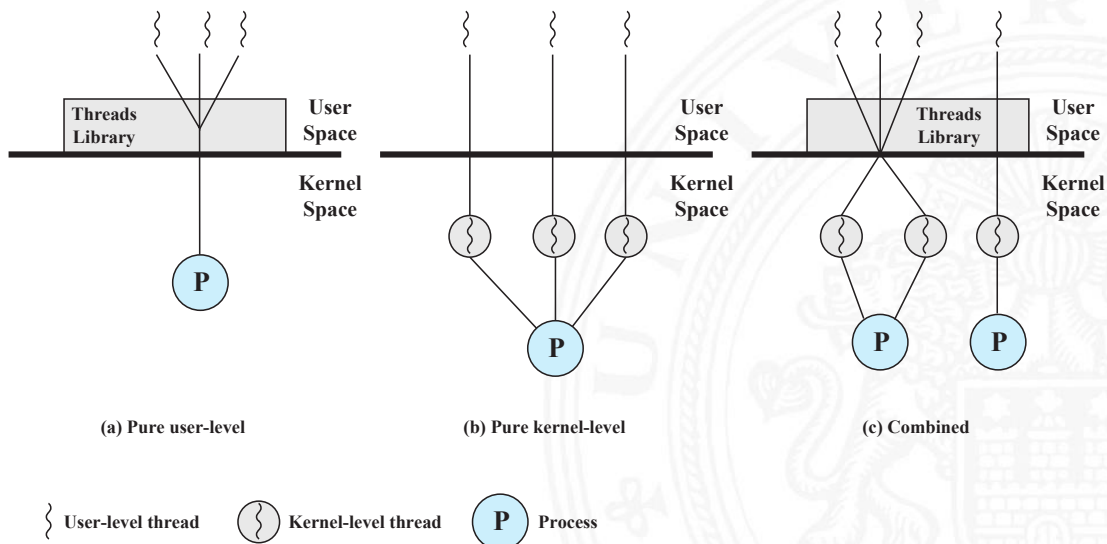 Threads
Library
User
Space
Kernel
Space
P
(a) Pure user-level
User
Space
Kernel
Space
P
(b) Pure kernel-level
Threads
Library
User
Space
Kernel
Space
P
P
(c) Combined
User-level thread
Kernel-level thread
P
Process